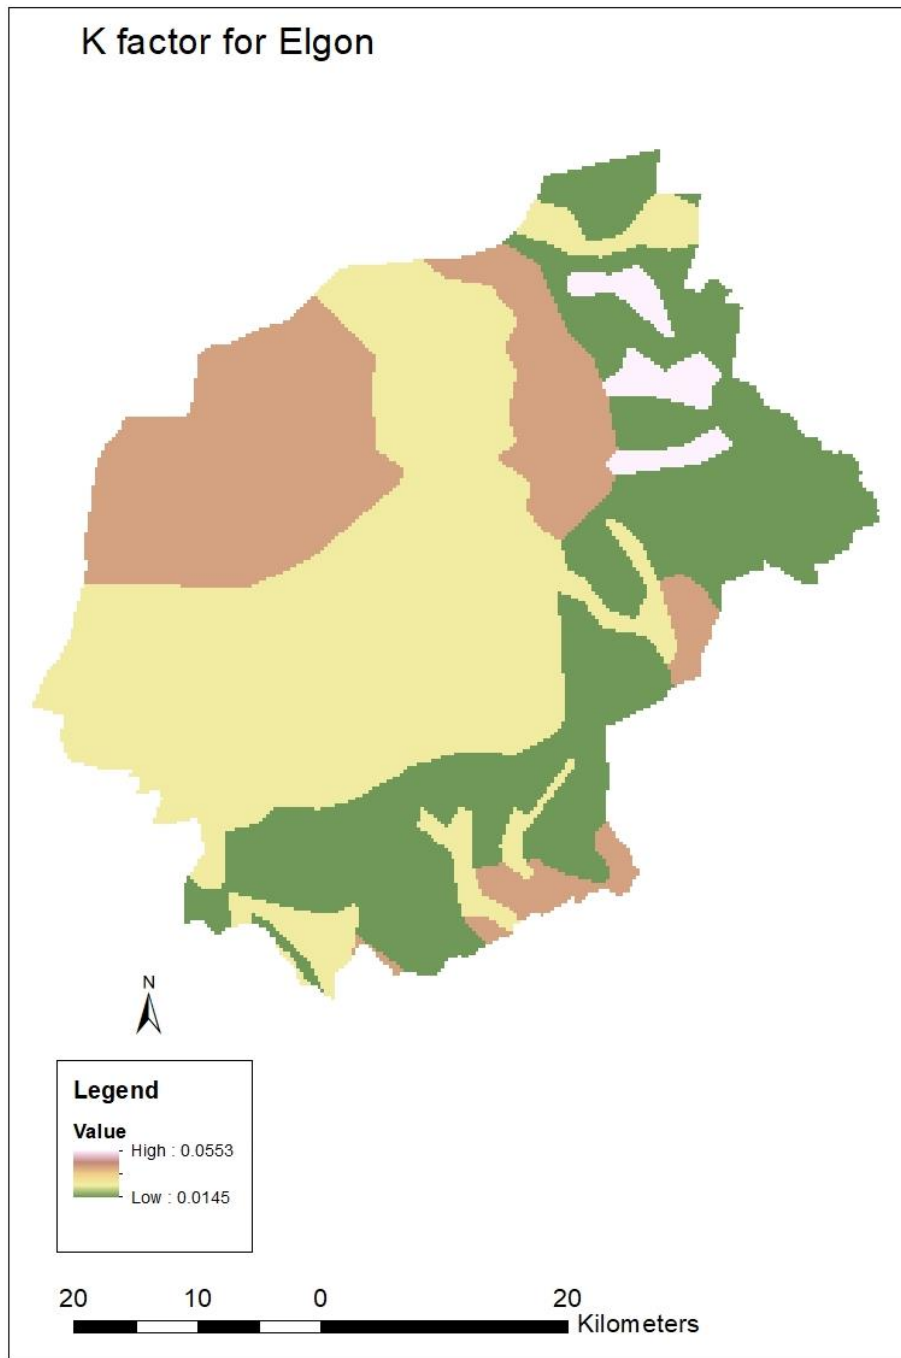 K factor for Elgon
N
Legend
Value
High : 0.0553
Low : 0.0145
20 10 0 20
Kilometers